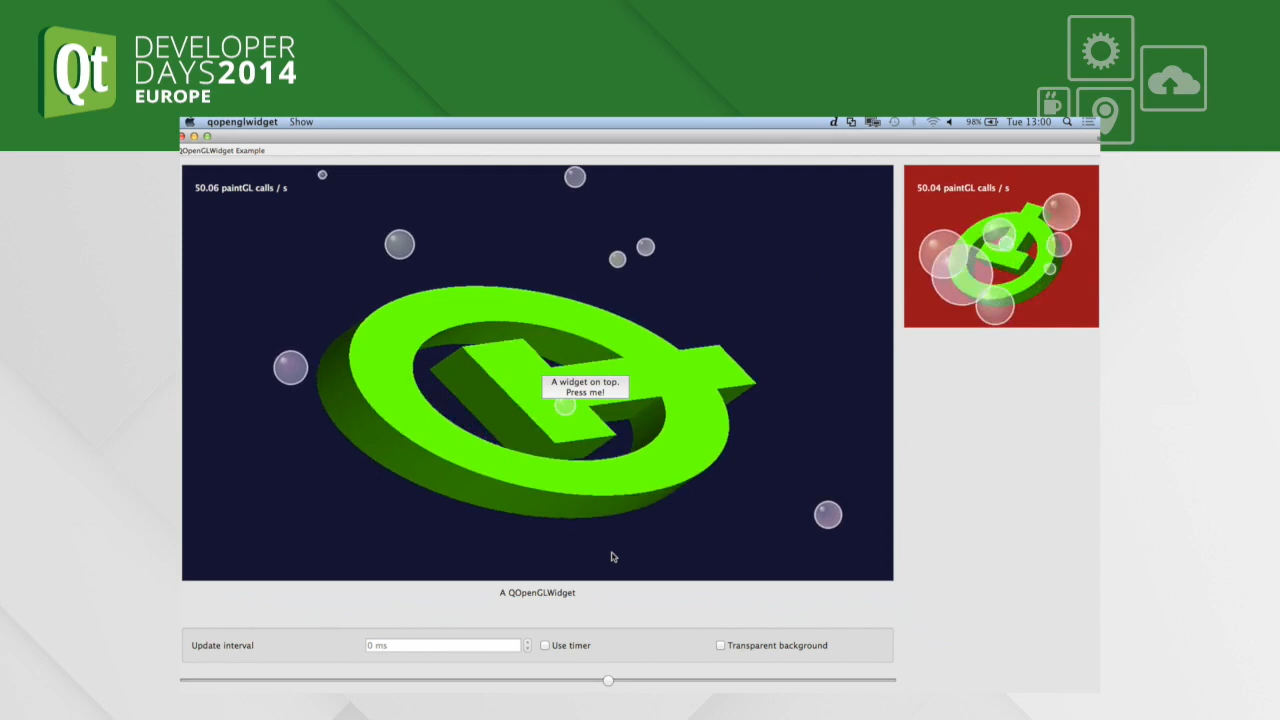 Qt
DEVELOPER
DAYS2014
EUROPE
qopenglwidget Show
d
98%
Tue 13:00
QOpenGLWidget Example
50.06 paintGL calls / s
50.04 paintGL calls / s
A widget on top.
Press me!
A QOpenGLWidget
Update interval
0 ms
Use timer
Transparent background